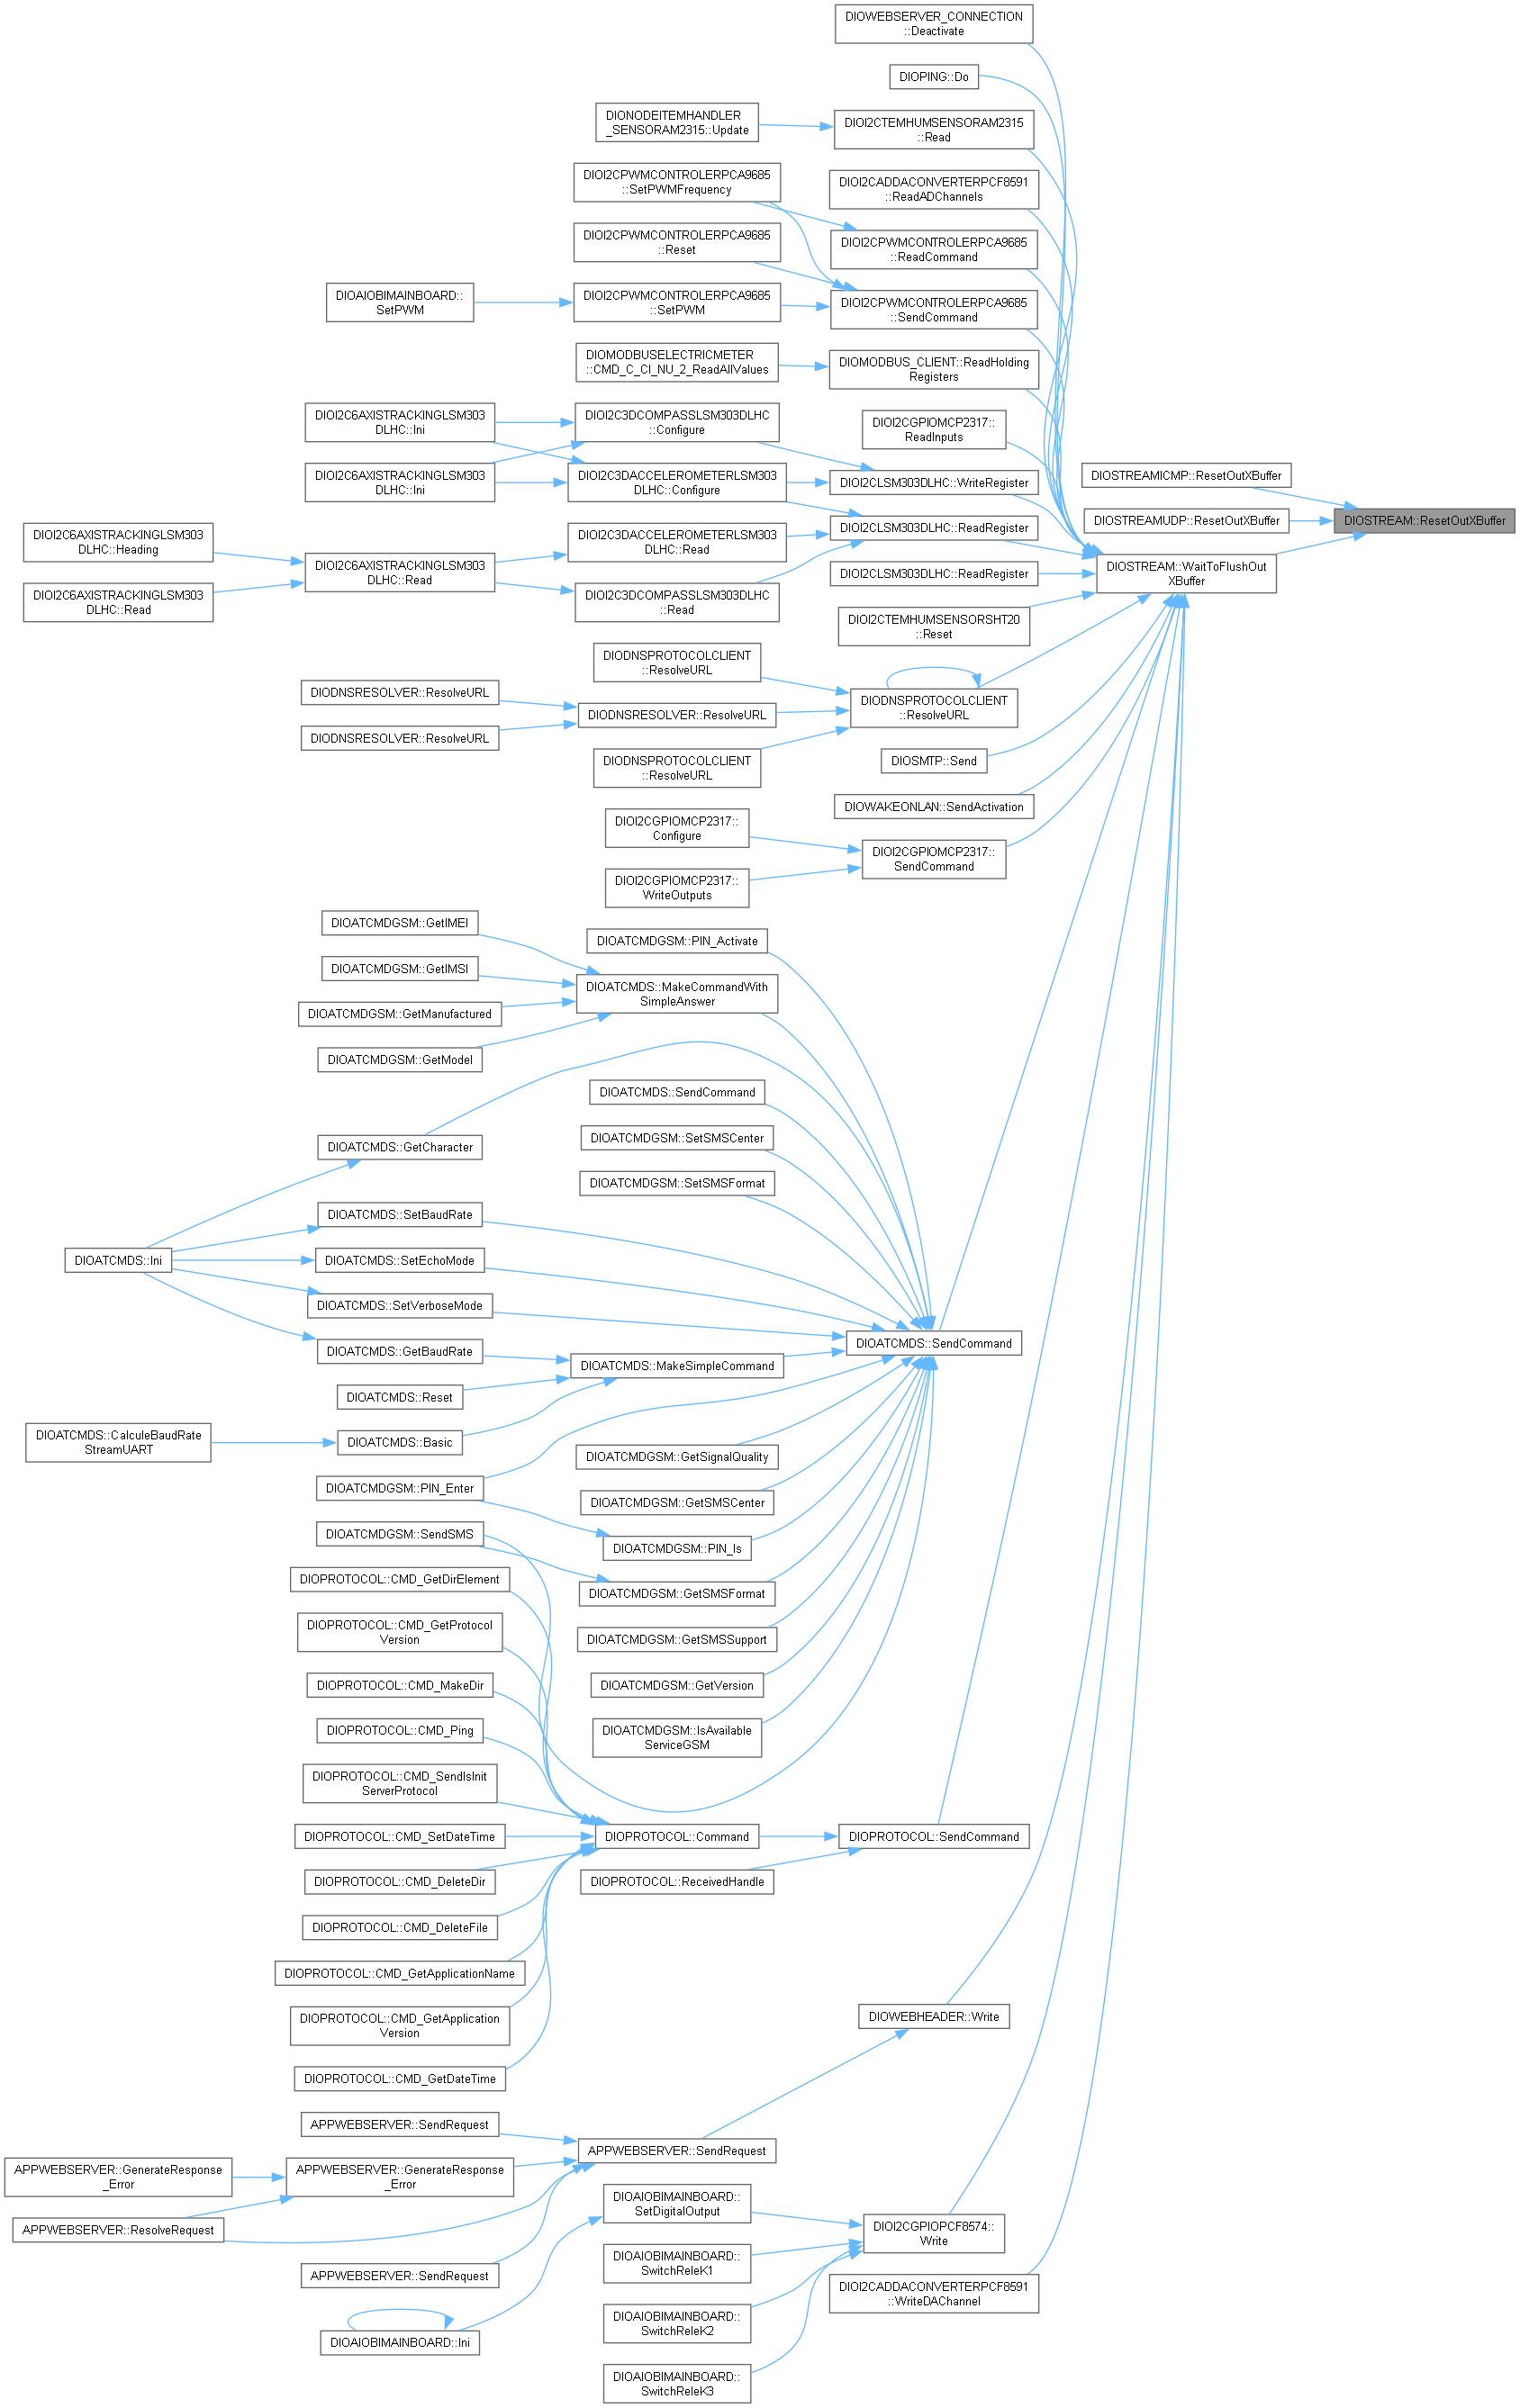 DIOWEBSERVER_CONNECTION
::Deactivate
DIOPING::Do
DIONODEITEMHANDLER
_SENSORAM2315::Update
DIOI2CTEMHUMSENSORAM2315
::Read
DIOI2CPWMCONTROLERPCA9685
::SetPWMFrequency
DIOI2CADDACONVERTERPCF8591
::ReadADChannels
DIOI2CPWMCONTROLERPCA9685
::Reset
DIOI2CPWMCONTROLERPCA9685
::ReadCommand
DIOAIOBIMAINBOARD::
SetPWM
DIOI2CPWMCONTROLERPCA9685
::SetPWM
DIOI2CPWMCONTROLERPCA9685
::SendCommand
DIOMODBUSELECTRICMETER
::CMD_C_CI_NU_2_ReadAllValues
DIOMODBUS_CLIENT::ReadHolding
Registers
DIOI2C6AXISTRACKINGLSM303
DLHC::Ini
DIOI2C3DCOMPASSLSM303DLHC
::Configure
DIOI2CGPIOMCP2317::
ReadInputs
DIOI2C6AXISTRACKINGLSM303
DLHC::Ini
DIOI2C3DACCELEROMETERLSM303
DLHC::Configure
DIOI2CLSM303DLHC::WriteRegister
DIOSTREAMICMP::ResetOutXBuffer
DIOSTREAMUDP::ResetOutXBuffer
DIOSTREAM::ResetOutXBuffer
DIOI2C6AXISTRACKINGLSM303
DLHC::Heading
DIOI2C3DACCELEROMETERLSM303
DLHC::Read
DIOI2CLSM303DLHC::ReadRegister
DIOI2C6AXISTRACKINGLSM303
DLHC::Read
DIOI2CLSM303DLHC::ReadRegister
DIOSTREAM::WaitToFlushOut
XBuffer
DIOI2C6AXISTRACKINGLSM303
DLHC::Read
DIOI2C3DCOMPASSLSM303DLHC
::Read
DIOI2CTEMHUMSENSORSHT20
::Reset
DIODNSPROTOCOLCLIENT
::ResolveURL
DIODNSRESOLVER::ResolveURL
DIODNSRESOLVER::ResolveURL
DIODNSPROTOCOLCLIENT
::ResolveURL
DIODNSRESOLVER::ResolveURL
DIODNSPROTOCOLCLIENT
::ResolveURL
DIOSMTP::Send
DIOWAKEONLAN::SendActivation
DIOI2CGPIOMCP2317::
Configure
DIOI2CGPIOMCP2317::
SendCommand
DIOI2CGPIOMCP2317::
WriteOutputs
DIOATCMDGSM::GetIMEI
DIOATCMDGSM::PIN_Activate
DIOATCMDGSM::GetIMSI
DIOATCMDS::MakeCommandWith
SimpleAnswer
DIOATCMDGSM::GetManufactured
DIOATCMDGSM::GetModel
DIOATCMDS::SendCommand
DIOATCMDGSM::SetSMSCenter
DIOATCMDS::GetCharacter
DIOATCMDGSM::SetSMSFormat
DIOATCMDS::SetBaudRate
DIOATCMDS::Ini
DIOATCMDS::SetEchoMode
DIOATCMDS::SetVerboseMode
DIOATCMDS::SendCommand
DIOATCMDS::GetBaudRate
DIOATCMDS::MakeSimpleCommand
DIOATCMDS::Reset
DIOATCMDS::CalculeBaudRate
StreamUART
DIOATCMDS::Basic
DIOATCMDGSM::GetSignalQuality
DIOATCMDGSM::PIN_Enter
DIOATCMDGSM::GetSMSCenter
DIOATCMDGSM::SendSMS
DIOATCMDGSM::PIN_Is
DIOPROTOCOL::CMD_GetDirElement
DIOATCMDGSM::GetSMSFormat
DIOPROTOCOL::CMD_GetProtocol
Version
DIOATCMDGSM::GetSMSSupport
DIOPROTOCOL::CMD_MakeDir
DIOATCMDGSM::GetVersion
DIOPROTOCOL::CMD_Ping
DIOATCMDGSM::IsAvailable
ServiceGSM
DIOPROTOCOL::CMD_SendIsInit
ServerProtocol
DIOPROTOCOL::CMD_SetDateTime
DIOPROTOCOL::Command
DIOPROTOCOL::SendCommand
DIOPROTOCOL::CMD_DeleteDir
DIOPROTOCOL::ReceivedHandle
DIOPROTOCOL::CMD_DeleteFile
DIOPROTOCOL::CMD_GetApplicationName
DIOPROTOCOL::CMD_GetApplication
Version
DIOWEBHEADER::Write
DIOPROTOCOL::CMD_GetDateTime
APPWEBSERVER::SendRequest
APPWEBSERVER::SendRequest
APPWEBSERVER::GenerateResponse
_Error
APPWEBSERVER::GenerateResponse
_Error
APPWEBSERVER::ResolveRequest
DIOAIOBIMAINBOARD::
SetDigitalOutput
DIOI2CGPIOPCF8574::
Write
APPWEBSERVER::SendRequest
DIOAIOBIMAINBOARD::
SwitchReleK1
DIOI2CADDACONVERTERPCF8591
::WriteDAChannel
DIOAIOBIMAINBOARD::Ini
DIOAIOBIMAINBOARD::
SwitchReleK2
DIOAIOBIMAINBOARD::
SwitchReleK3